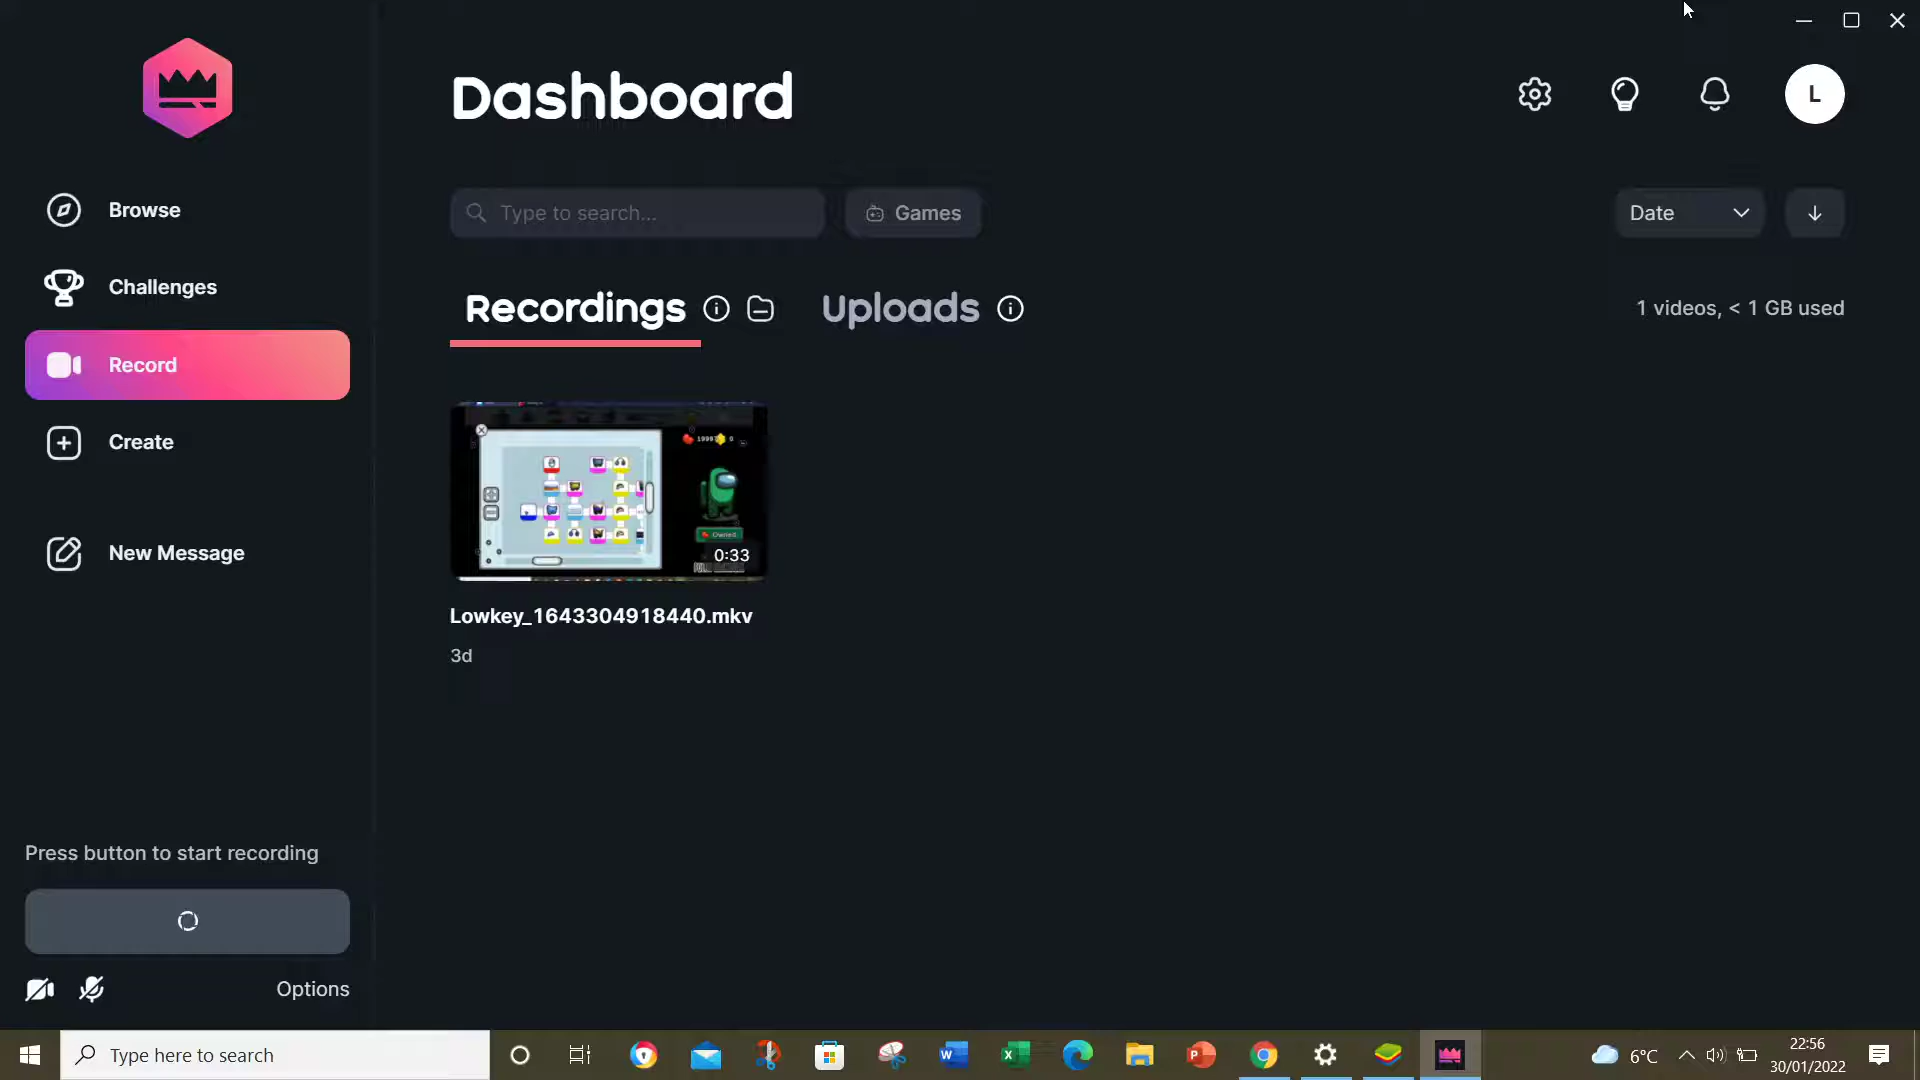 Dashboard
L
Browse
Type to search...
Games
Date
Challenges
Recordings
Uploads
1 videos, < 1 GB used
Record
Create
1999
Owned
0:33
New Message
Lowkey_1643304918440.mkv
3d
Press button to start recording
Options
Type here to search
6°C
22:56
30/01/2022